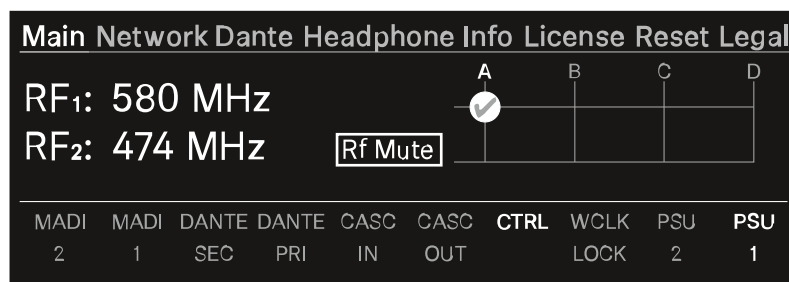 Main Network Dante Headphone Info License Reset Legal
A B C D
RF1: 580 MHz
RF2: 474 MHz Rf Mute
MADI MADI DANTE DANTE CASC CASC CTRL WCLK PSU PSU
2 1 SEC PRI IN OUT LOCK 2 1